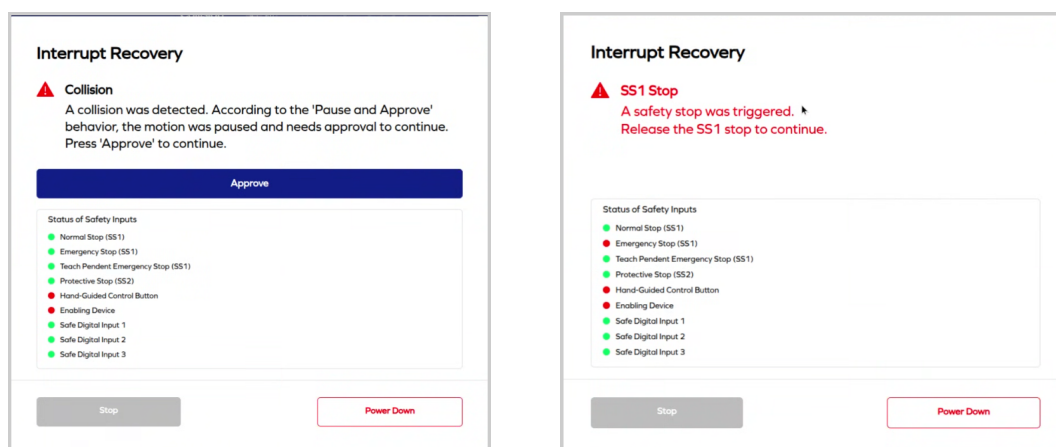 Interrupt Recovery
Collision
A collision was detected. According to the 'Pause and Approve'
behavior, the motion was paused and needs approval to continue.
Press 'Approve' to continue.
Approve
Status of Safety Inputs
Normal Stop (SS1)
Emergency Stop (SS1)
Teach Pendent Emergency Stop (SS1)
Protective Stop (SS2)
Hand-Guided Control Button
Enabling Device
Safe Digital Input 1
Safe Digital Input 2
Safe Digital Input 3
Stop
Power Down
Interrupt Recovery
SS1 Stop
A safety stop was triggered.
Release the SS1 stop to continue.
Status of Safety Inputs
Normal Stop (SS1)
Emergency Stop (SS1)
Teach Pendent Emergency Stop (SS1)
Protective Stop (SS2)
Hand-Guided Control Button
Enabling Device
Safe Digital Input 1
Safe Digital Input 2
Safe Digital Input 3
Stop
Power Down